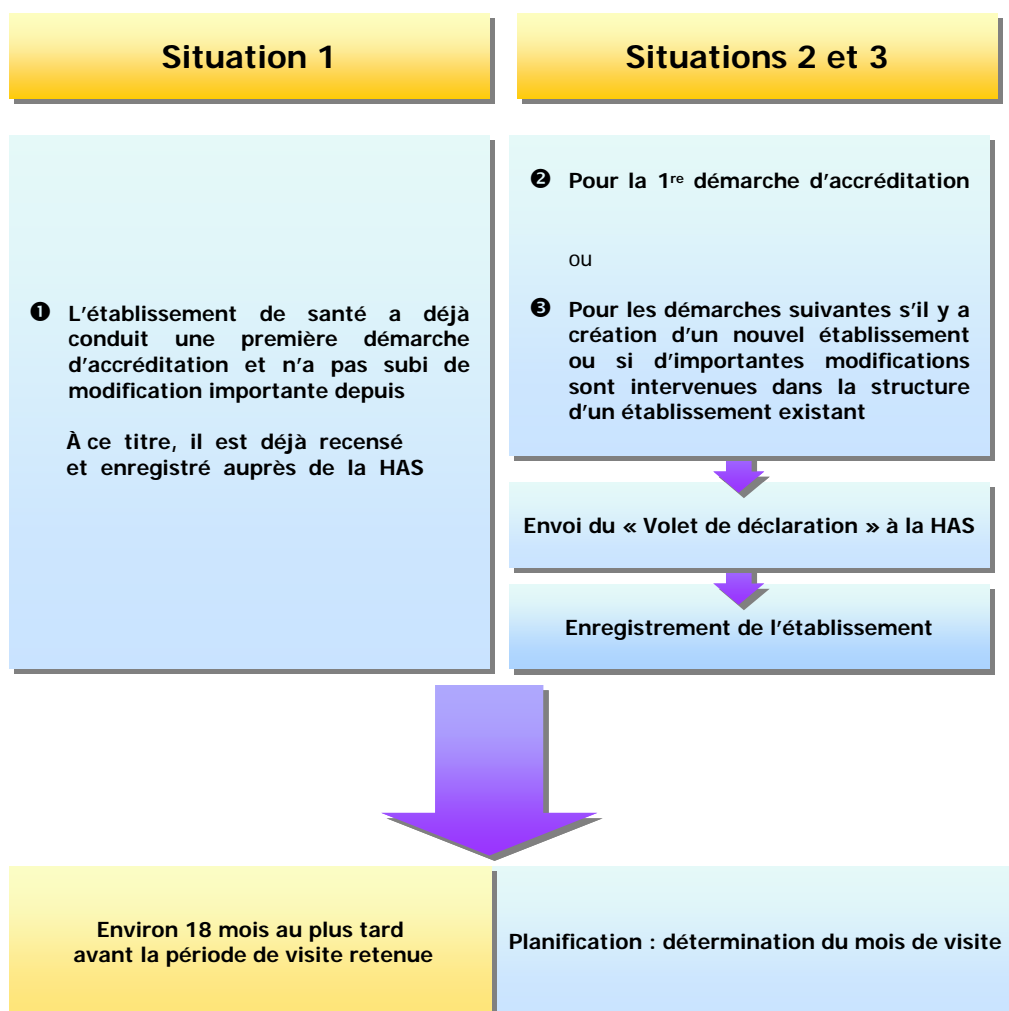 Situation 1
Situations 2 et 3
❶ L'établissement de santé a déjà
conduit une première démarche
d'accréditation et n'a pas subi de
modification importante depuis
À ce titre, il est déjà recensé
et enregistré auprès de la HAS
❷ Pour la 1re démarche d'accréditation
ou
❸ Pour les démarches suivantes s'il y a
création d'un nouvel établissement
ou si d'importantes modifications
sont intervenues dans la structure
d'un établissement existant
Envoi du « Volet de déclaration » à la HAS
Enregistrement de l'établissement
Environ 18 mois au plus tard
avant la période de visite retenue
Planification : détermination du mois de visite